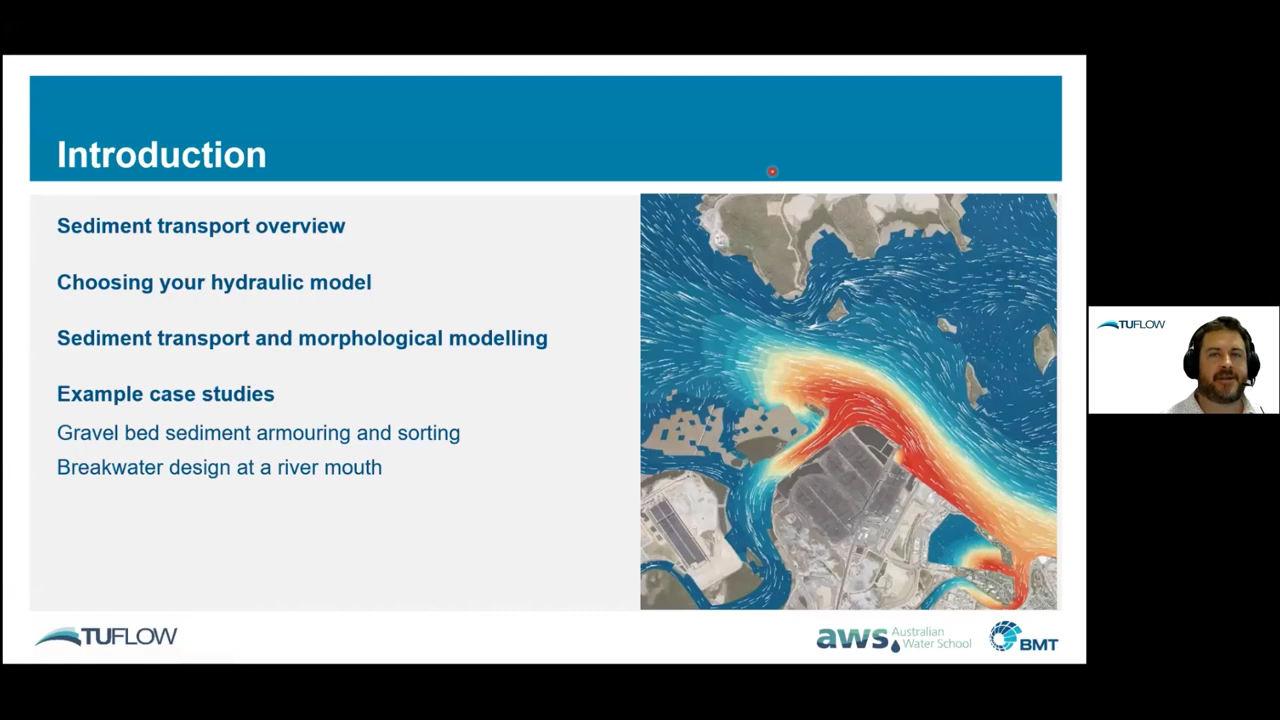 Introduction
Sediment transport overview
Choosing your hydraulic model
Sediment transport and morphological modelling
Example case studies
Gravel bed sediment armouring and sorting
Breakwater design at a river mouth
TUFLOW
aws Australian
Water School
BMT
TUFLOW